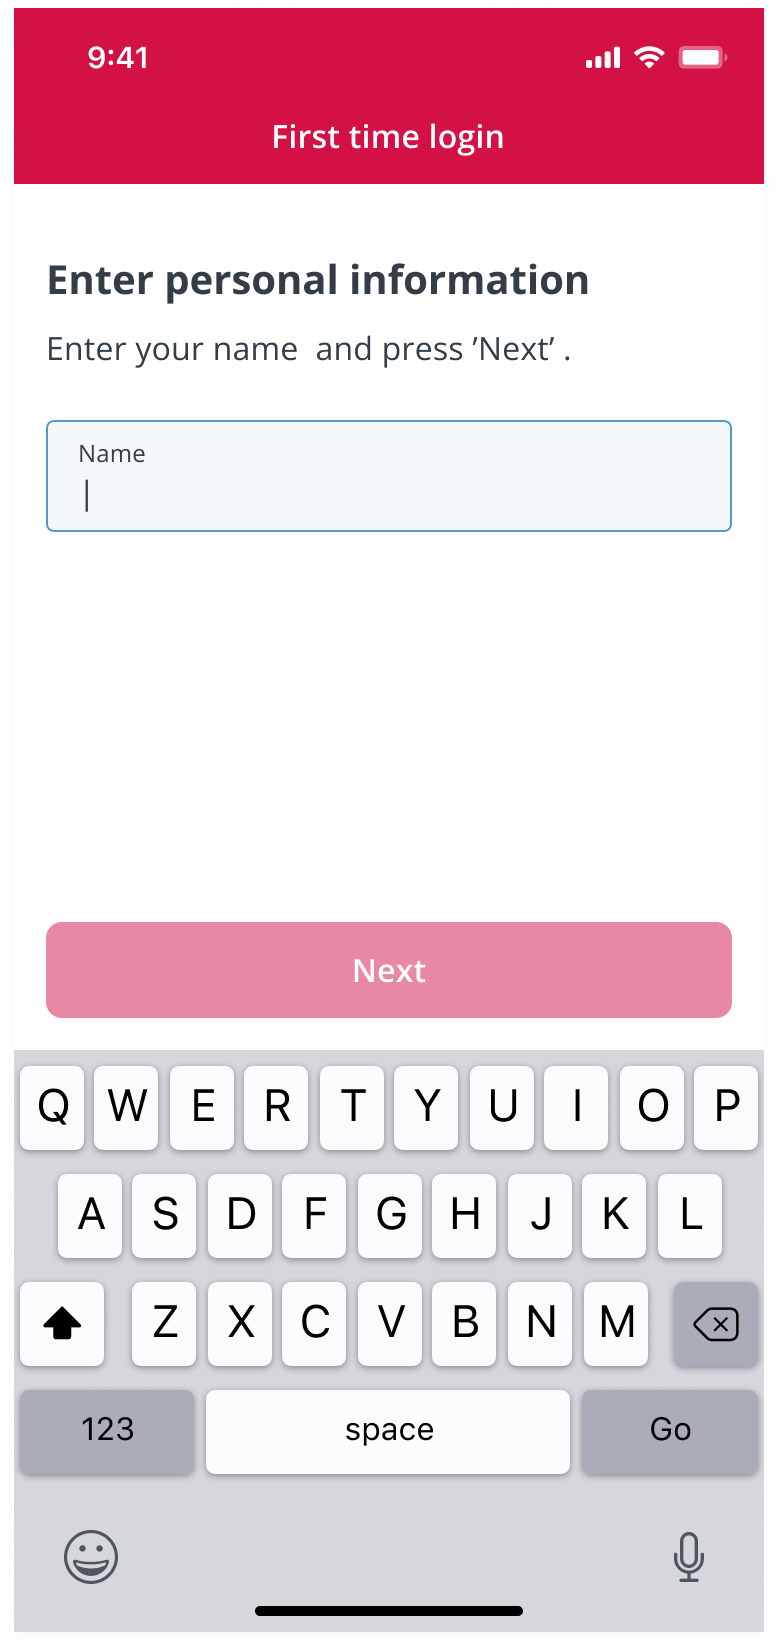 9:41
First time login
Enter personal information
Enter your name  and press ’Next’ .
Name
Next
Q W E R T Y U I O P
A S D F G H J K L
Z X C V B N M
123 space Go